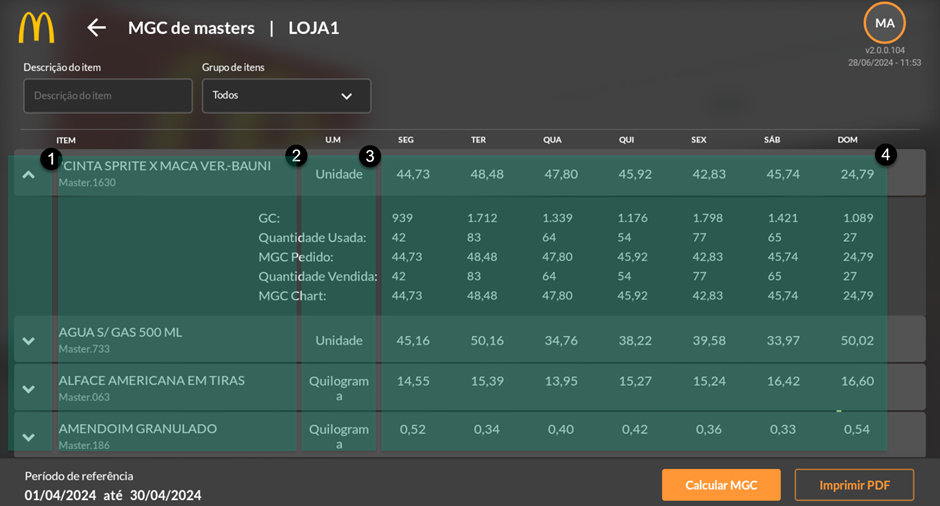 MGC de masters | LOJA1
MA
v2.0.0.104
28/06/2024 - 11:53
Descrição do item
Grupo de itens
Descrição do item
Todos
ITEM U.M SEG TER QUA QUI SEX SÁB DOM
1 2 3 4
"CINTA SPRITE X MACA VER.-BAUNI Unidade 44,73 48,48 47,80 45,92 42,83 45,74 24,79
Master.1630
GC: 939 1.712 1.339 1.176 1.798 1.421 1.089
Quantidade Usada: 42 83 64 54 77 65 27
MGC Pedido: 44,73 48,48 47,80 45,92 42,83 45,74 24,79
Quantidade Vendida: 42 83 64 54 77 65 27
MGC Chart: 44,73 48,48 47,80 45,92 42,83 45,74 24,79
AGUA S/ GAS 500 ML Unidade 45,16 50,16 34,76 38,22 39,58 33,97 50,02
Master.733
ALFACE AMERICANA EM TIRAS Quilogram 14,55 15,39 13,95 15,27 15,24 16,42 16,60
Master.063 a
AMENDOIM GRANULADO Quilogram 0,52 0,34 0,40 0,42 0,36 0,33 0,54
Master.186 a
Período de referência
01/04/2024 até 30/04/2024
Calcular MGC
Imprimir PDF